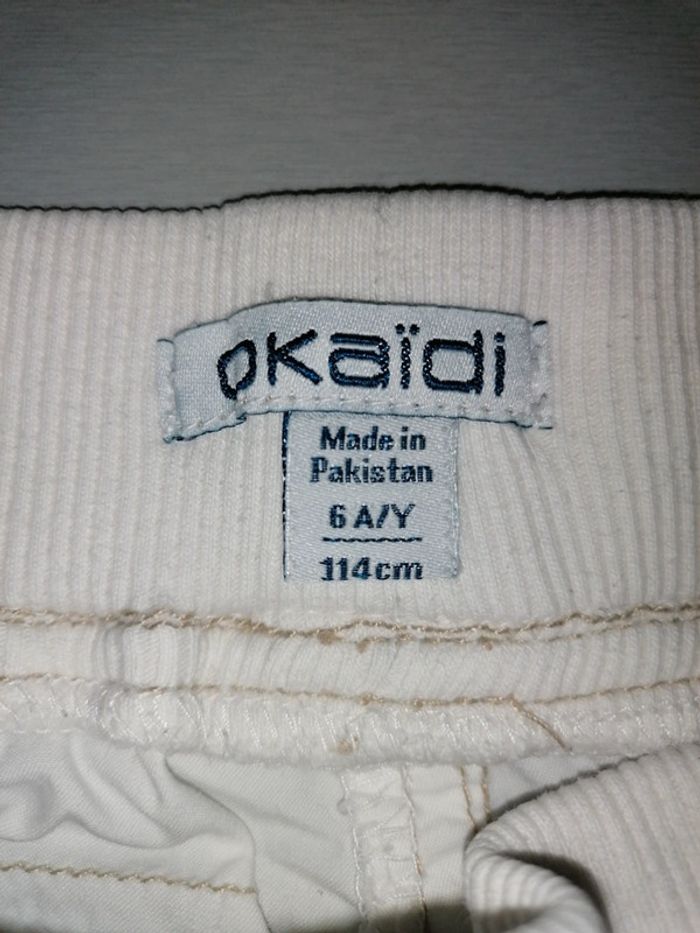 okaïdi
Made in
Pakistan
6 A/Y
114cm